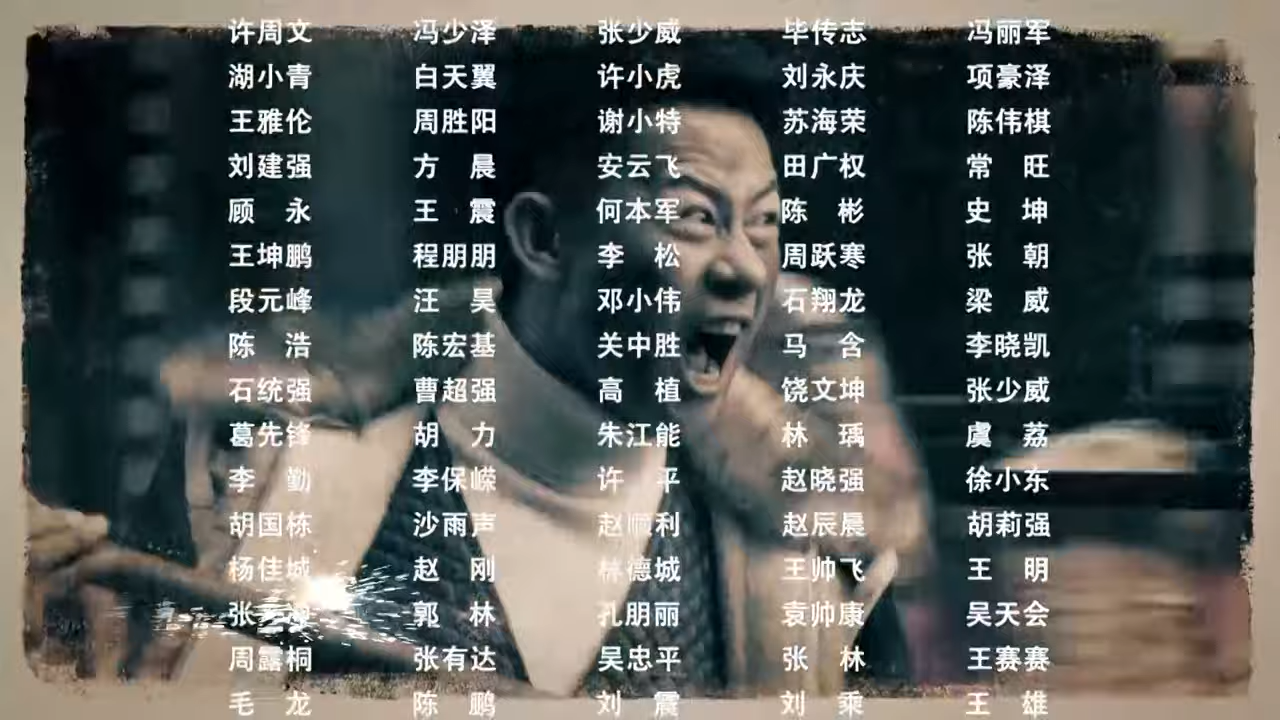 许周文 冯少泽 张少威 毕传志 冯丽军
湖小青 白天翼 许小虎 刘永庆 项豪泽
王雅伦 周胜阳 谢小特 苏海荣 陈伟棋
刘建强 方 晨 安云飞 田广权 常 旺
顾 永 王 震 何本军 陈 彬 史 坤
王坤鹏 程朋朋 李 松 周跃寒 张 朝
段元峰 汪 昊 邓小伟 石翔龙 梁 威
陈 浩 陈宏基 关中胜 马 含 李晓凯
石统强 曹超强 高 植 饶文坤 张少威
葛先锋 胡 力 朱江能 林 瑀 虞 荔
李 勤 李保嵘 许 平 赵晓强 徐小东
胡国栋 沙雨声 赵顺利 赵辰晨 胡莉强
杨佳城 赵 刚 林德城 王帅飞 王 明
张 郭 林 孔朋丽 袁帅康 吴天会
周露桐 张有达 吴忠平 张 林 王赛赛
毛 龙 陈 鹏 刘 震 刘 乘 王 雄